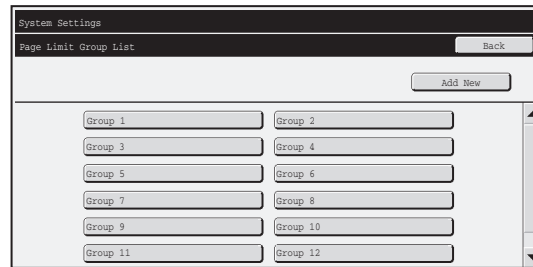 System Settings
Page Limit Group List Back
Add New
Group 1 Group 2
Group 3 Group 4
Group 5 Group 6
Group 7 Group 8
Group 9 Group 10
Group 11 Group 12